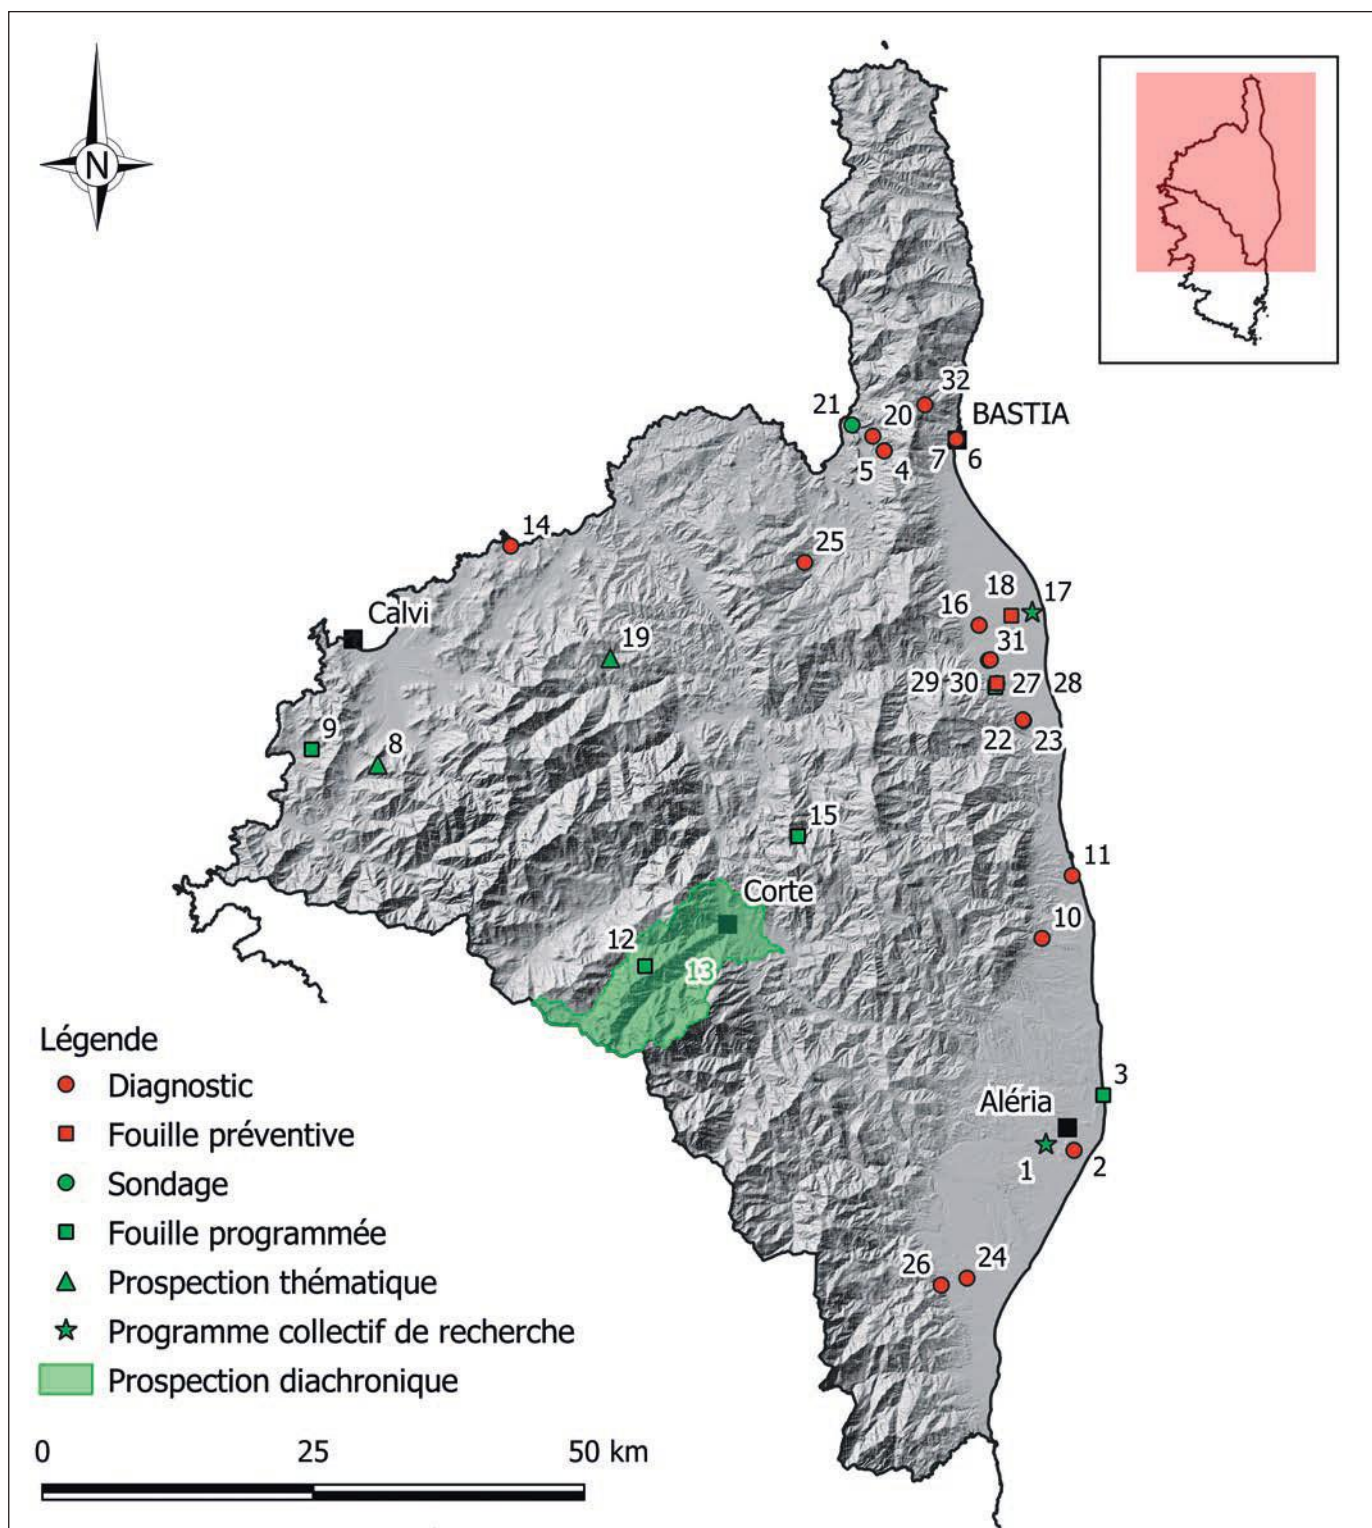 N
32
21
20
BASTIA
5 4 7 6
14
25
18 17
Calvi
16
19
31
29 30 27 28
9
8
22 23
15
11
Corte
10
12
13
Légende
Diagnostic
3
Aléria
Fouille préventive
1 2
Sondage
Fouille programmée
26 24
Prospection thématique
Programme collectif de recherche
Prospection diachronique
0 25 50 km